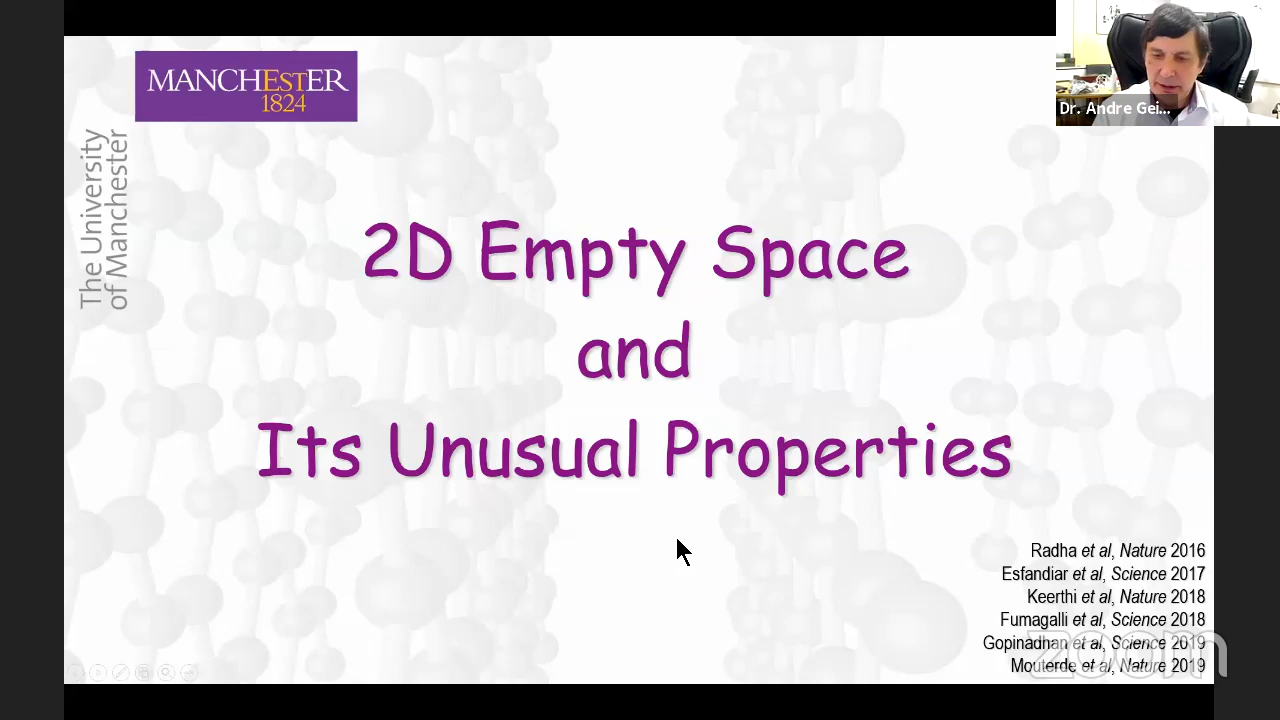 MANCHESTER
1824
The University
of Manchester
Dr. Andre Gei...
2D Empty Space
and
Its Unusual Properties
Radha et al, Nature 2016
Esfandiar et al, Science 2017
Keerthi et al, Nature 2018
Fumagalli et al, Science 2018
Gopinadhan et al, Science 2019
Mouterde et al, Nature 2019
zoom